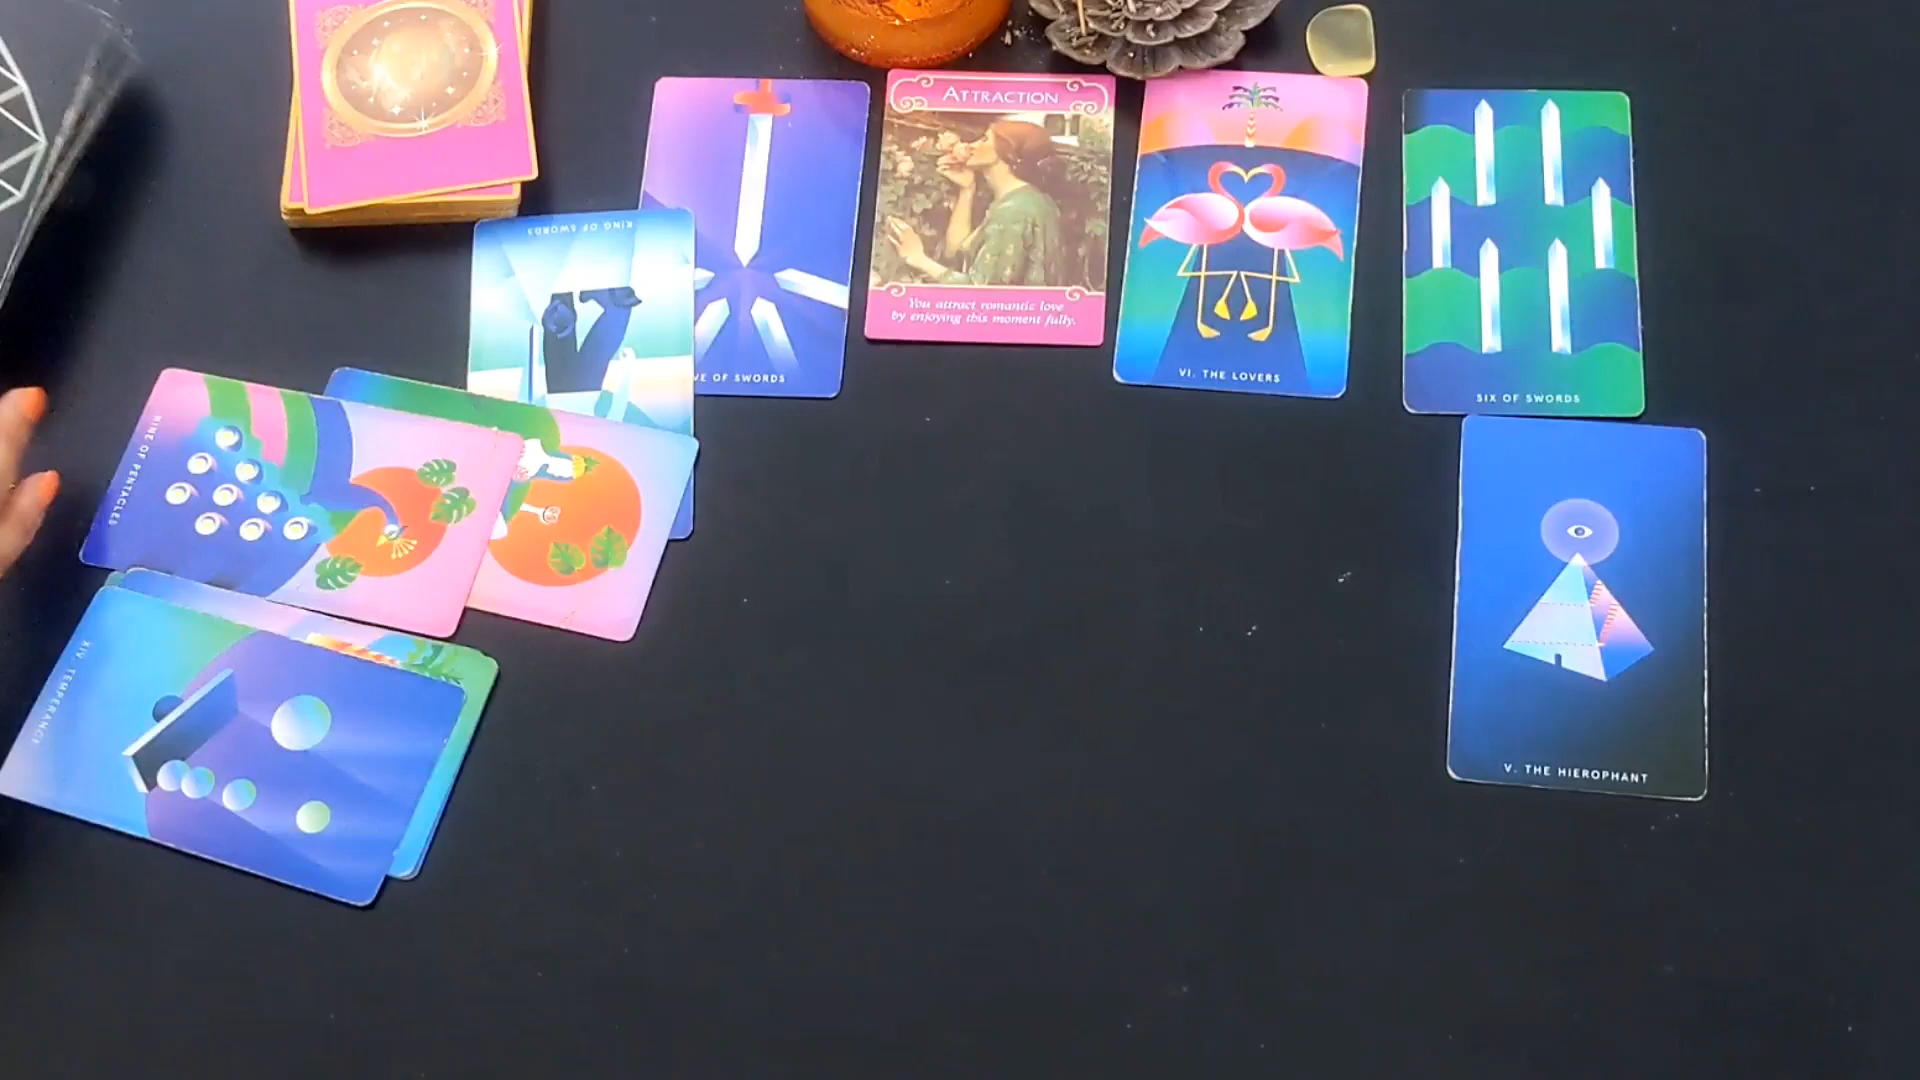 ATTRACTION
You attract romantic love
by enjoying this moment fully.
KING OF SWORDS
VE OF SWORDS
VI. THE LOVERS
SIX OF SWORDS
NINE OF PENTACLES
XIV. TEMPERANCE
V. THE HIEROPHANT